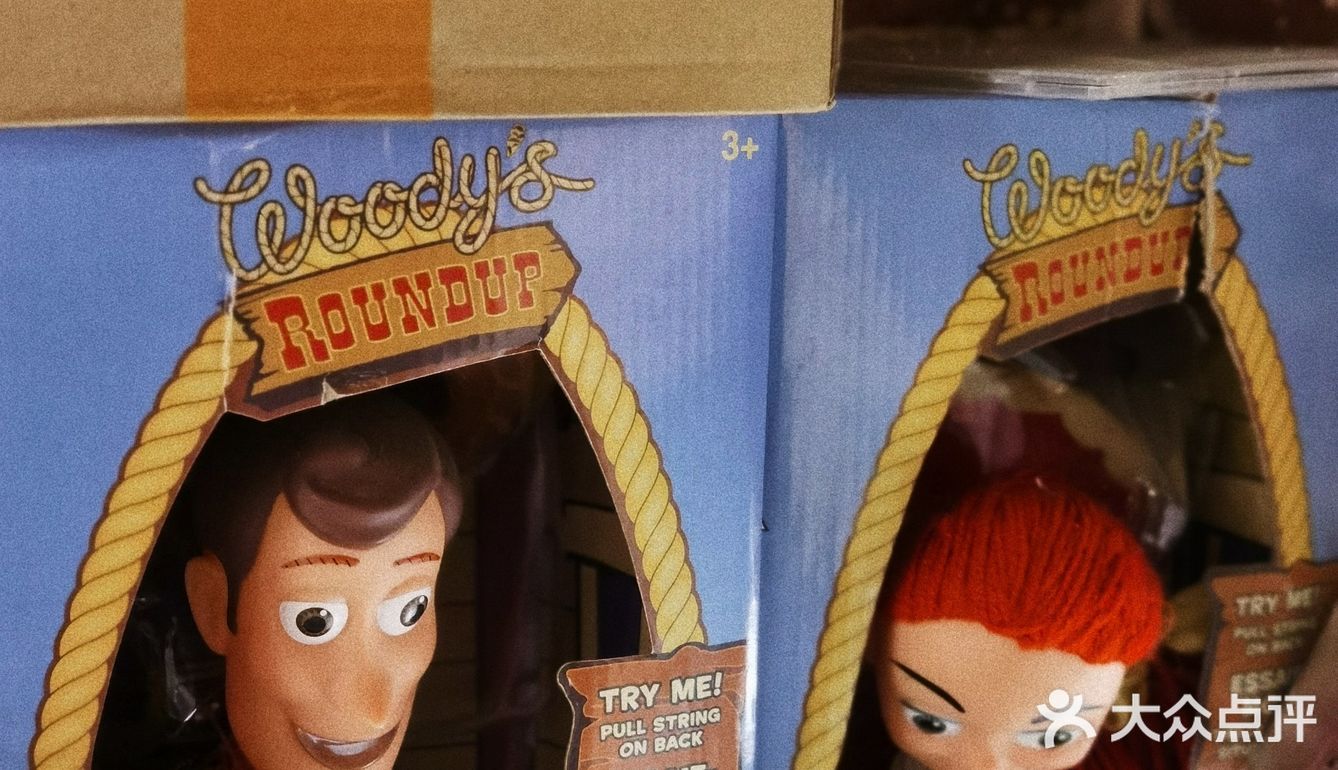 Woody's
ROUNDUP
3+
TRY ME!
PULL STRING
ON BACK
Woody's
ROUNDUP
TRY ME!
PULL STRING
ON BACK
大众点评